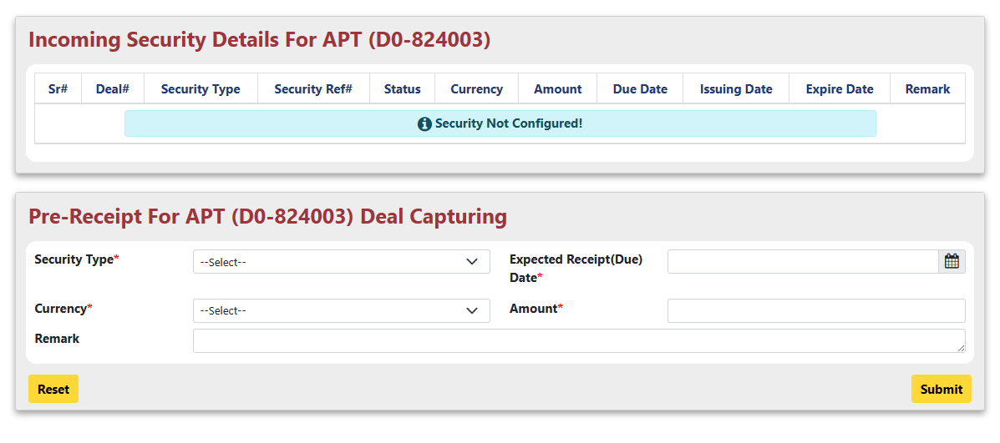 Incoming Security Details For APT (D0-824003)
Sr# Deal# Security Type Security Ref# Status Currency Amount Due Date Issuing Date Expire Date Remark
Security Not Configured!
Pre-Receipt For APT (D0-824003) Deal Capturing
Security Type* --Select-- Expected Receipt(Due)
Date*
Currency* --Select-- Amount*
Remark
Reset Submit